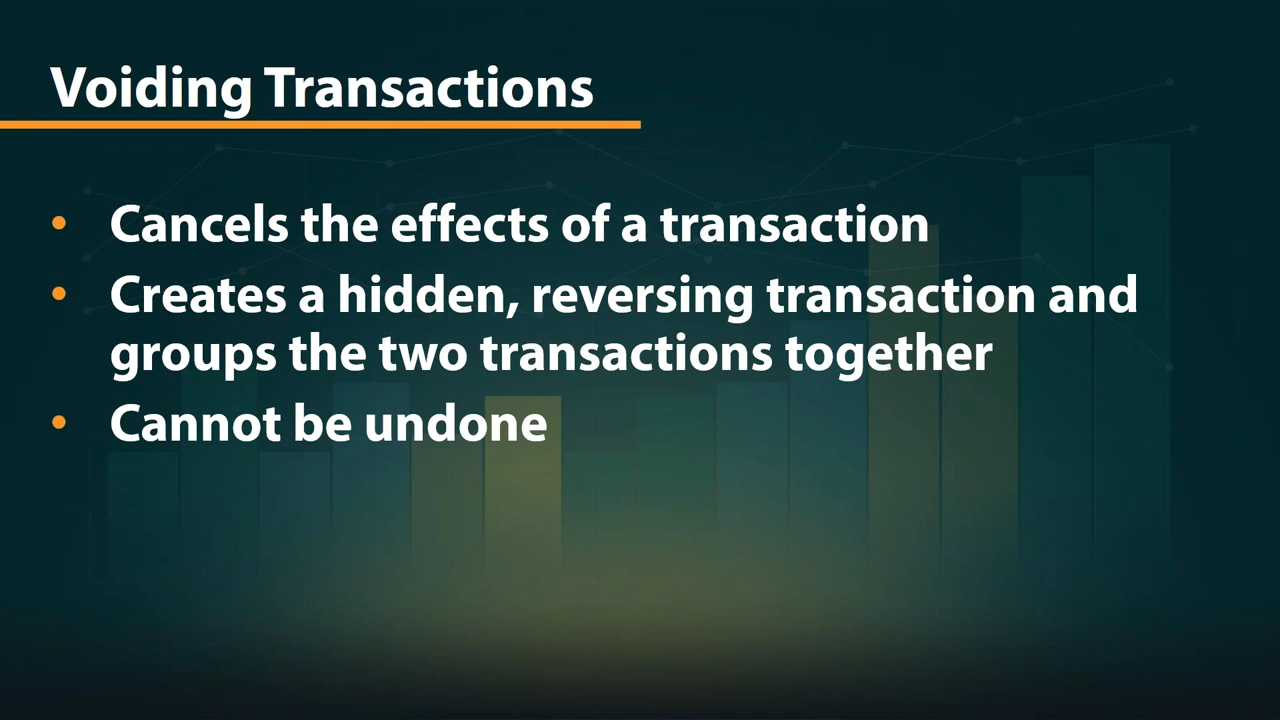 Voiding Transactions
• Cancels the effects of a transaction
• Creates a hidden, reversing transaction and
groups the two transactions together
• Cannot be undone